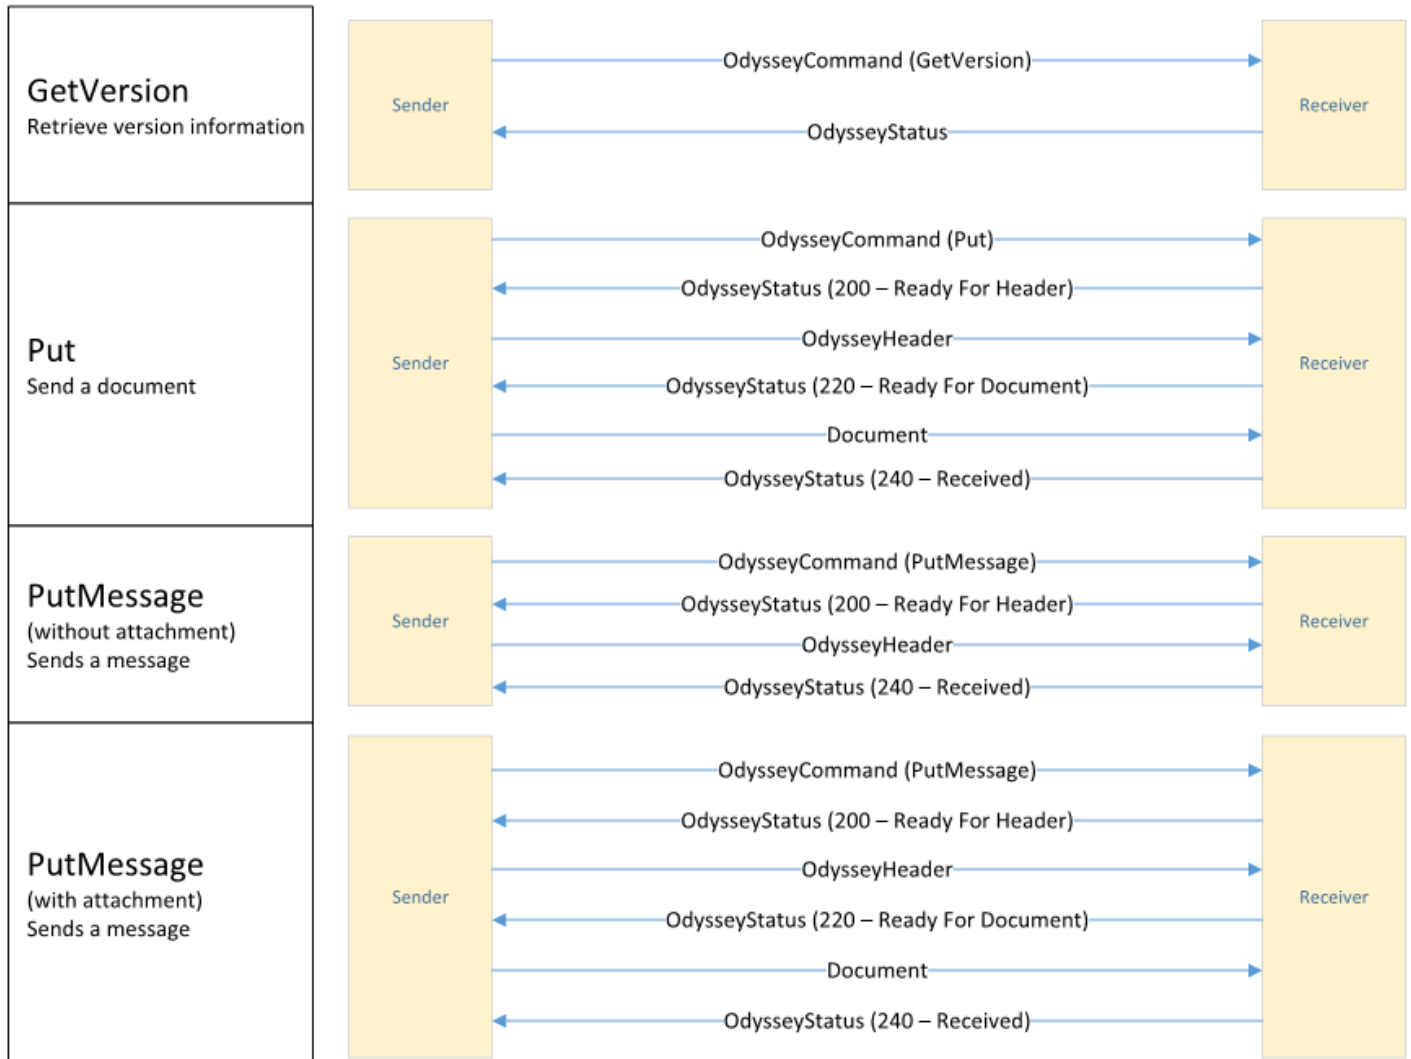 GetVersion
Retrieve version information
Sender
OdysseyCommand (GetVersion)
OdysseyStatus
Receiver
Put
Send a document
Sender
OdysseyCommand (Put)
OdysseyStatus (200 – Ready For Header)
OdysseyHeader
OdysseyStatus (220 – Ready For Document)
Document
OdysseyStatus (240 – Received)
Receiver
PutMessage
(without attachment)
Sends a message
Sender
OdysseyCommand (PutMessage)
OdysseyStatus (200 – Ready For Header)
OdysseyHeader
OdysseyStatus (240 – Received)
Receiver
PutMessage
(with attachment)
Sends a message
Sender
OdysseyCommand (PutMessage)
OdysseyStatus (200 – Ready For Header)
OdysseyHeader
OdysseyStatus (220 – Ready For Document)
Document
OdysseyStatus (240 – Received)
Receiver